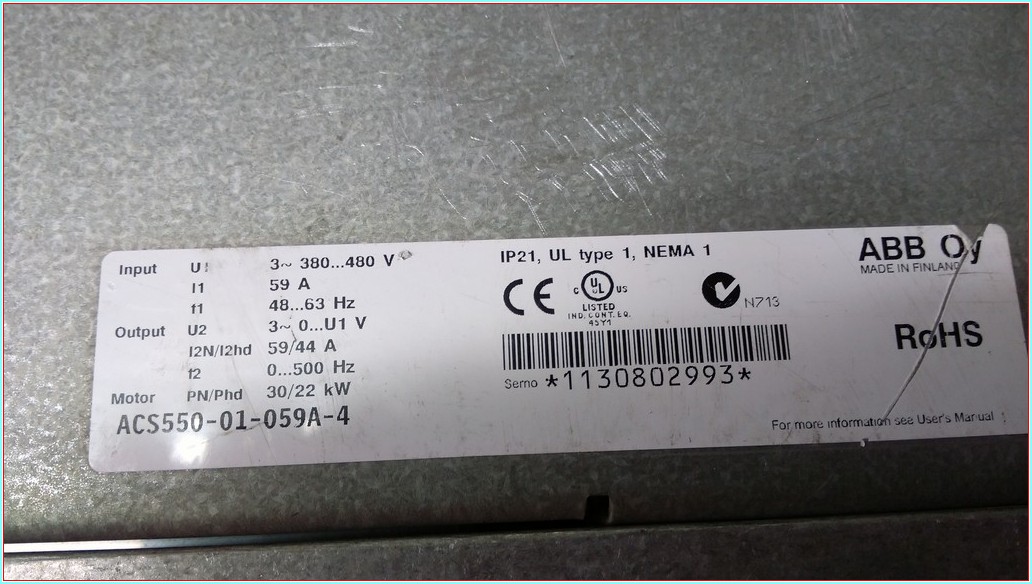 Input U1 3~ 380...480 V
I1 59 A
f1 48...63 Hz
Output U2 3~ 0...U1 V
I2N/I2hd 59/44 A
f2 0...500 Hz
Motor PN/Phd 30/22 kW
ACS550-01-059A-4
IP21, UL type 1, NEMA 1
CE
C UL US
LISTED
IND. CONT. EQ.
45Y1
N713
Serno *1130802993*
ABB Oy
MADE IN FINLAND
RoHS
For more information see User's Manual